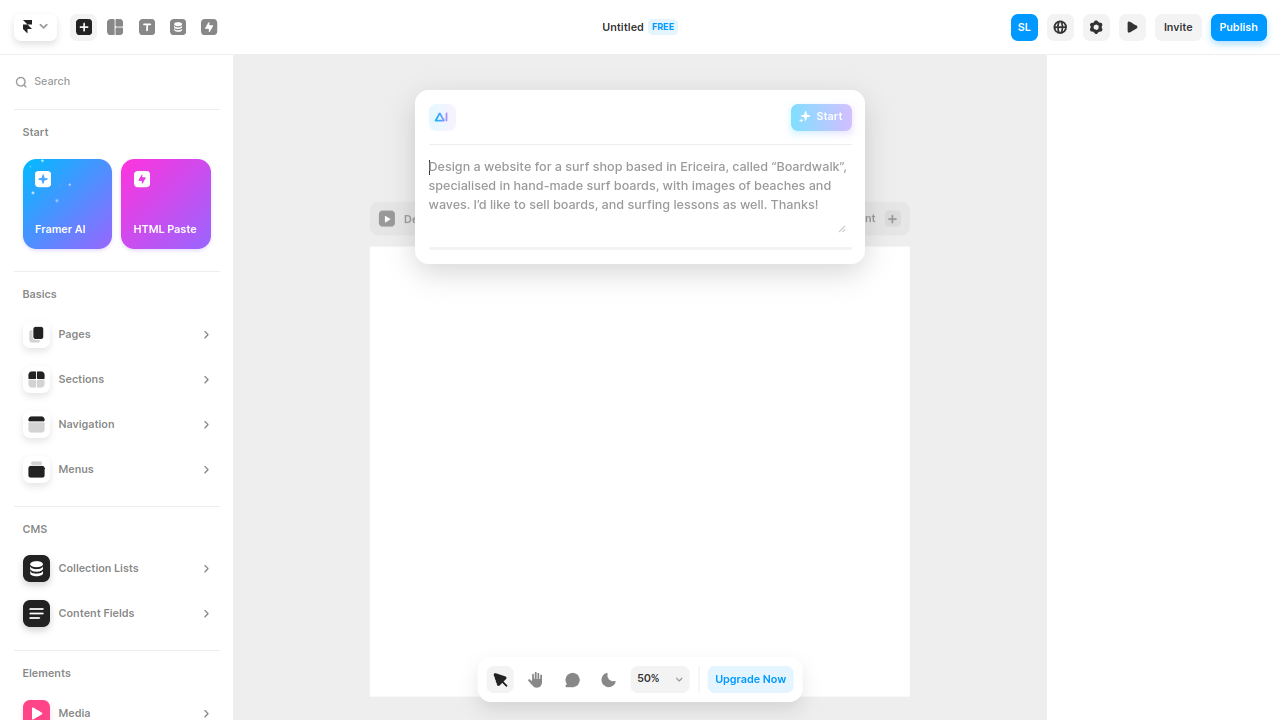 Untitled FREE
SL
Invite
Publish
Search
Start
Framer AI
HTML Paste
Basics
Pages
Sections
Navigation
Menus
CMS
Collection Lists
Content Fields
Elements
Media
AI
Start
Design a website for a surf shop based in Ericeira, called “Boardwalk”,
specialised in hand-made surf boards, with images of beaches and
waves. I’d like to sell boards, and surfing lessons as well. Thanks!
50%
Upgrade Now